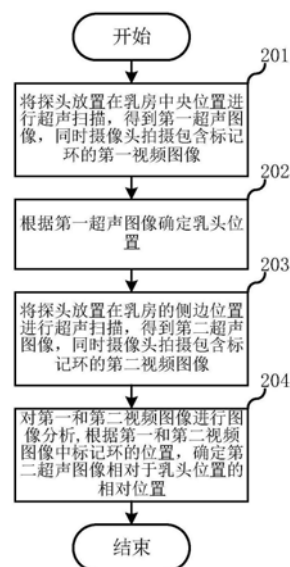 开始
201
将探头放置在乳房中央位置进
行超声扫描，得到第一超声图
像，同时摄像头拍摄包含标记
环的第一视频图像
202
根据第一超声图像确定乳头位
置
203
将探头放置在乳房的侧边位置
进行超声扫描，得到第二超声
图像，同时摄像头拍摄包含标
记环的第二视频图像
204
对第一和第二视频图像进行图
像分析,根据第一和第二视频
图像中标记环的位置，确定第
二超声图像相对于乳头位置的
相对位置
结束